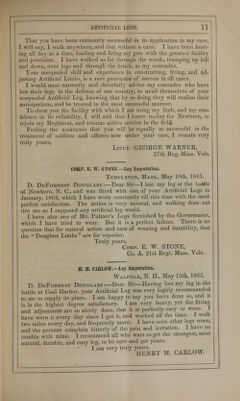 ARTIFICIAL LEGS. 11
That you have been eminently successful in its application in my case,
I will say, I walk anywhere, and that without a cane. I have been hunt-
ing all day at a time, loading and firing my gun with the greatest facility
and precision. I have walked as far through the woods, tramping up hill
and down, over logs and through the brush, as my comrades.
Your unequaled skill and experience in constructing, fitting, and ad-
justing Artificial Limbs, is a sure guarantee of success in all cases.
I would most earnestly and cheerfully advise my comrades who have
lost their legs in the defense of our country, to avail themselves of your
unequaled Artificial Leg, knowing that by so doing they will realize their
anticipations, and be treated in the most successful manner.
To show you the facility with which I am using my limb, and my con-
fidence in its reliability, I will add that I leave to-day for Newbern, to
rejoin my Regiment, and resume active service in the field.
Feeling the assurance that you will be equally as successful in the
treatment of soldiers and officers now under your care, I remain very
truly yours,
LIEUT. GEORGE WARNER,
27th Reg. Mass. Vols.
CORP. E. W. STONE.—Leg Amputation.
TEMPLETON, MASS., May 10th, 1865.
D. DEFOREST DOUGLASS:—Dear Sir—I lost my leg at the battle
of Newbern, N. C., and was fitted with one of your Artificial Legs in
January, 1863, which I have worn constantly till this time with the most
perfect satisfaction. The action is very natural, and walking does not
tire me as I supposed any artificial leg would.
I have also one of Mr. Palmer's Legs furnished by the Government,
which I have tried to wear. But it is a perfect failure. There is no
question that for natural action and ease of wearing and durability, that
the "Douglass Limbs" are far superior.
Truly yours,
CORP. E. W. STONE,
Co. A. 21st Reg. Mass. Vols.
H. M. CARLOW.—Leg Amputation.
WALPOLE, N. H., May 13th, 1865.
D. DEFOREST DOUGLASS:—Dear Sir—Having lost my leg in the
battle at Coal Harbor, your Artificial Leg was very highly recommended
to me to supply its place. I am happy to say you have done so, and it
is in the highest degree satisfactory. I am very heavy, yet the fitting
and adjustment are so nicely done, that it is perfectly easy to wear. I
have worn it every day since I got it, and worked all the time. I walk
two miles every day, and frequently more. I have seen other legs worn,
and the persons complain bitterly of the pain and irritation. I have no
trouble with mine. I recommend all who want to get the strongest, most
natural, durable, and easy leg, to be sure and get yours.
I am very truly yours,
HENRY M. CARLOW.